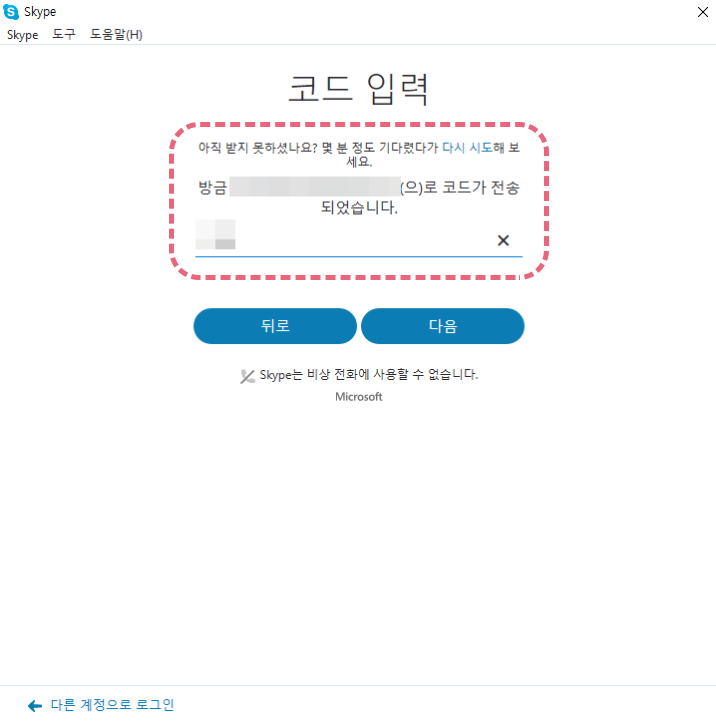 Skype
Skype 도구 도움말(H)
코드 입력
아직 받지 못하셨나요? 몇 분 정도 기다렸다가 다시 시도해 보
세요.
방금 (으)로 코드가 전송
되었습니다.
뒤로 다음
Skype는 비상 전화에 사용할 수 없습니다.
Microsoft
다른 계정으로 로그인